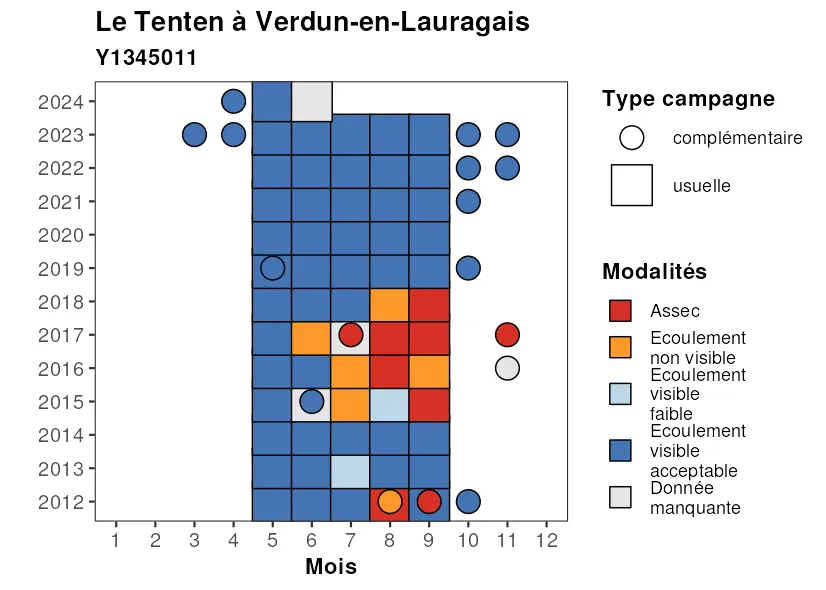 Le Tenten à Verdun-en-Lauragais
Y1345011
2024
2023
2022
2021
2020
2019
2018
2017
2016
2015
2014
2013
2012
1 2 3 4 5 6 7 8 9 10 11 12
Mois
Type campagne
complémentaire
usuelle
Modalités
Assec
Ecoulement
non visible
Ecoulement
visible
faible
Ecoulement
visible
acceptable
Donnée
manquante